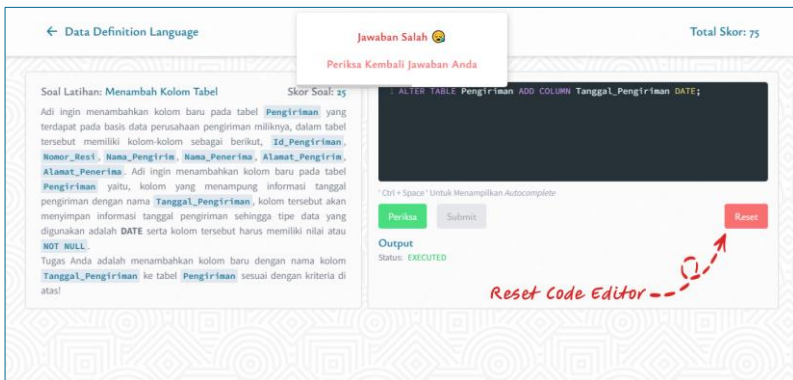 ← Data Definition Language
Jawaban Salah 😪
Periksa Kembali Jawaban Anda
Total Skor: 75
Soal Latihan: Menambah Kolom Tabel
Skor Soal: 25
Adi ingin menambahkan kolom baru pada tabel Pengiriman yang
terdapat pada basis data perusahaan pengiriman miliknya, dalam tabel
tersebut memiliki kolom-kolom sebagai berikut, Id_Pengiriman,
Nomor_Resi, Nama_Pengirim, Nama_Penerima, Alamat_Pengirim,
Alamat_Penerima. Adi ingin menambahkan kolom baru pada tabel
Pengiriman yaitu, kolom yang menampung informasi tanggal
pengiriman dengan nama Tanggal_Pengiriman, kolom tersebut akan
menyimpan informasi tanggal pengiriman sehingga tipe data yang
digunakan adalah DATE serta kolom tersebut harus memiliki nilai atau
NOT NULL.
Tugas Anda adalah menambahkan kolom baru dengan nama kolom
Tanggal_Pengiriman ke tabel Pengiriman sesuai dengan kriteria di
atas!
ALTER TABLE Pengiriman ADD COLUMN Tanggal_Pengiriman DATE;
'Ctrl + Space' Untuk Menampilkan Autocomplete
Periksa
Submit
Reset
Output
Status: EXECUTED
Reset Code Editor